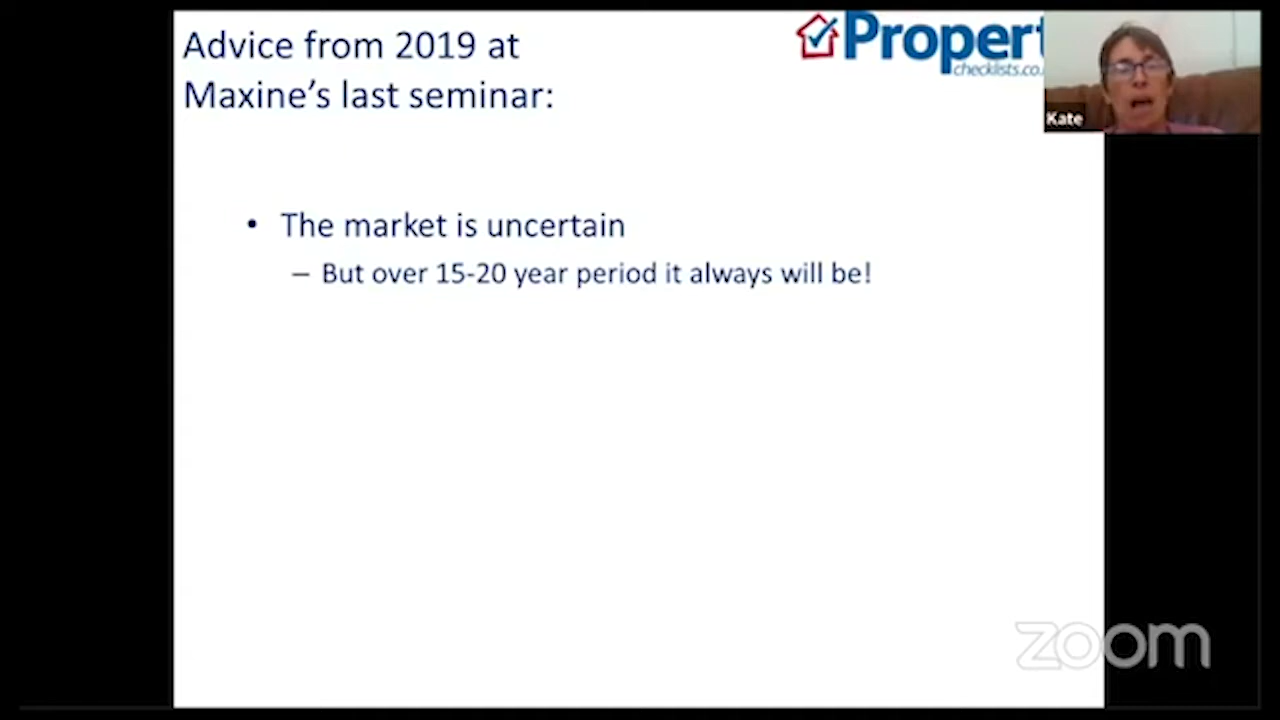 Advice from 2019 at
Maxine's last seminar:
Propert
checklists.co.
Kate
• The market is uncertain
– But over 15-20 year period it always will be!
zoom